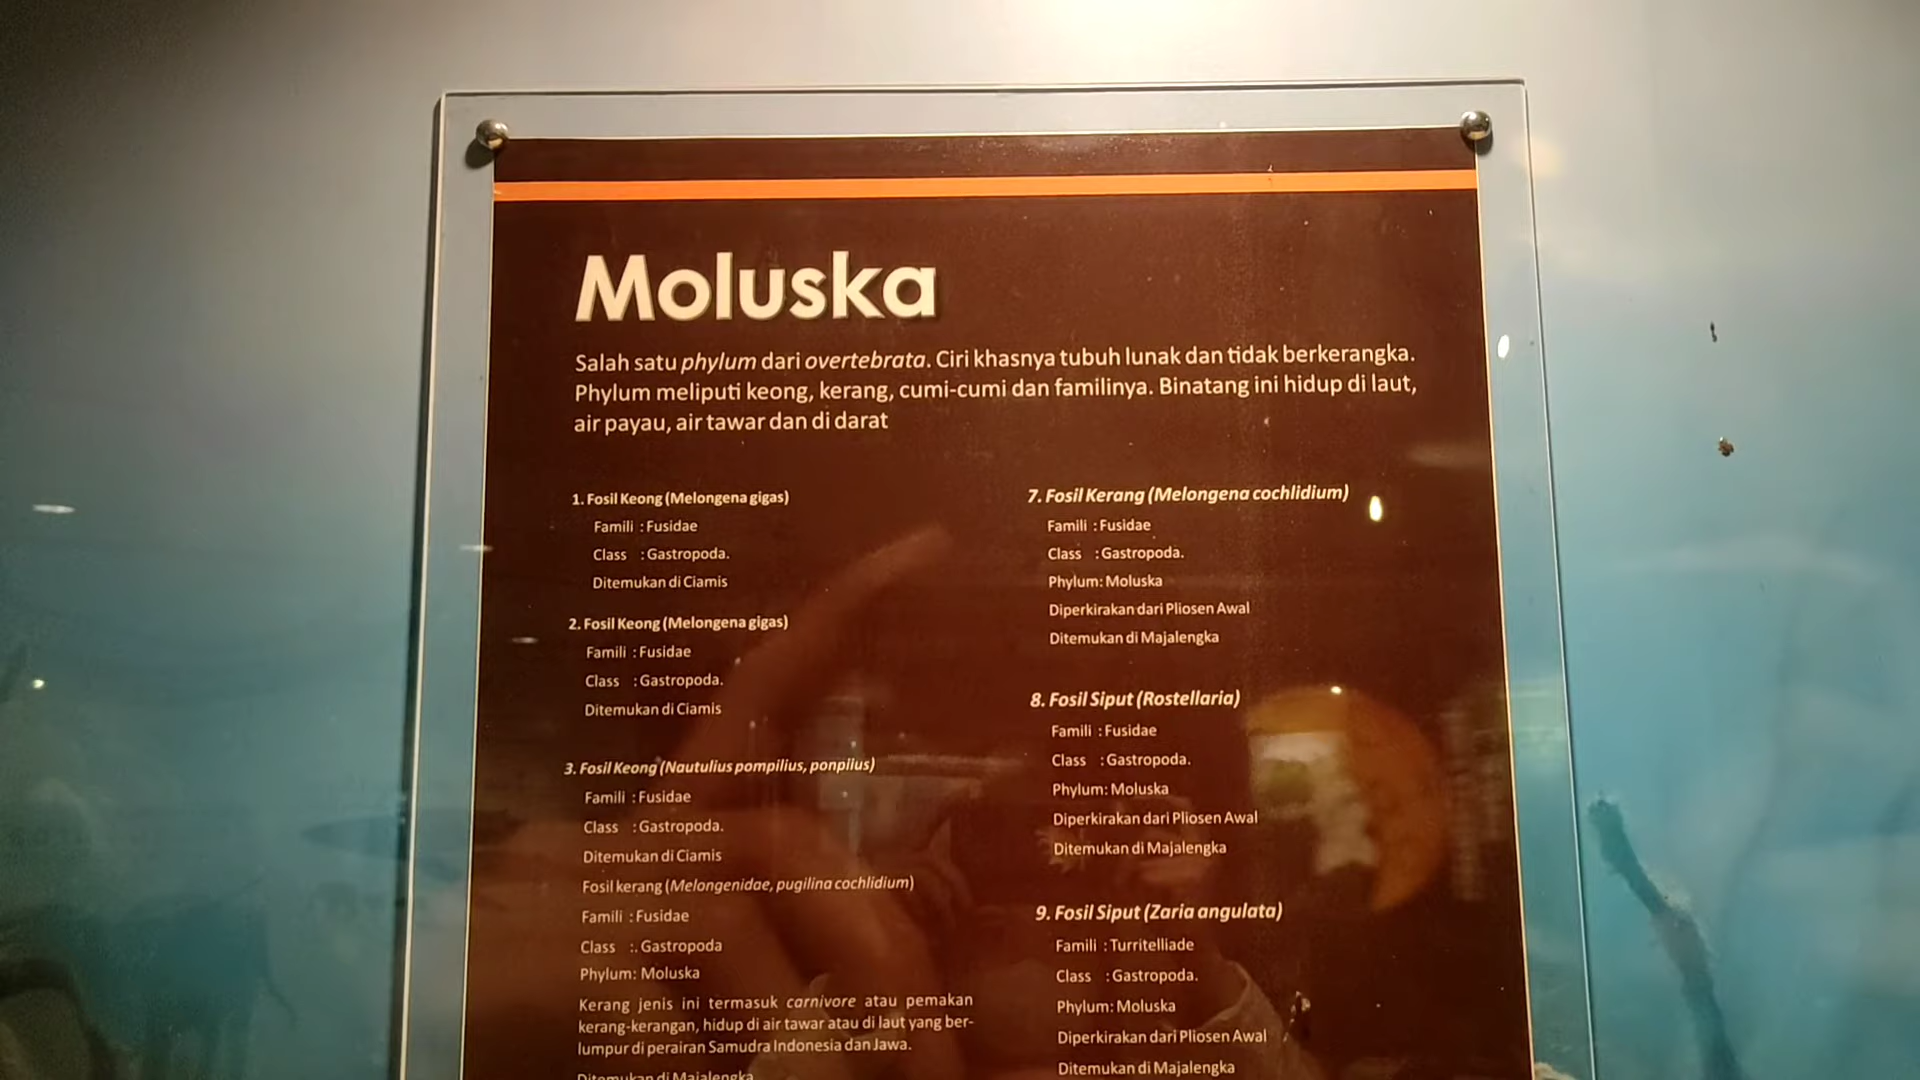 Moluska
Salah satu phylum dari overtebrata. Ciri khasnya tubuh lunak dan tidak berkerangka.
Phylum meliputi keong, kerang, cumi-cumi dan familinya. Binatang ini hidup di laut,
air payau, air tawar dan di darat
1. Fosil Keong (Melongena gigas)
Famili : Fusidae
Class : Gastropoda.
Ditemukan di Ciamis
2. Fosil Keong (Melongena gigas)
Famili : Fusidae
Class : Gastropoda.
Ditemukan di Ciamis
3. Fosil Keong (Nautulius pompilius, ponplius)
Famili : Fusidae
Class : Gastropoda.
Ditemukan di Ciamis
Fosil kerang (Melongenidae, pugilina cochlidium)
Famili : Fusidae
Class :. Gastropoda
Phylum: Moluska
Kerang jenis ini termasuk carnivore atau pemakan
kerang-kerangan, hidup di air tawar atau di laut yang ber-
lumpur di perairan Samudra Indonesia dan Jawa.
Ditemukan di Majalengka
7. Fosil Kerang (Melongena cochlidium)
Famili : Fusidae
Class : Gastropoda.
Phylum: Moluska
Diperkirakan dari Pliosen Awal
Ditemukan di Majalengka
8. Fosil Siput (Rostellaria)
Famili : Fusidae
Class : Gastropoda.
Phylum: Moluska
Diperkirakan dari Pliosen Awal
Ditemukan di Majalengka
9. Fosil Siput (Zaria angulata)
Famili : Turritelliade
Class : Gastropoda.
Phylum: Moluska
Diperkirakan dari Pliosen Awal
Ditemukan di Majalengka